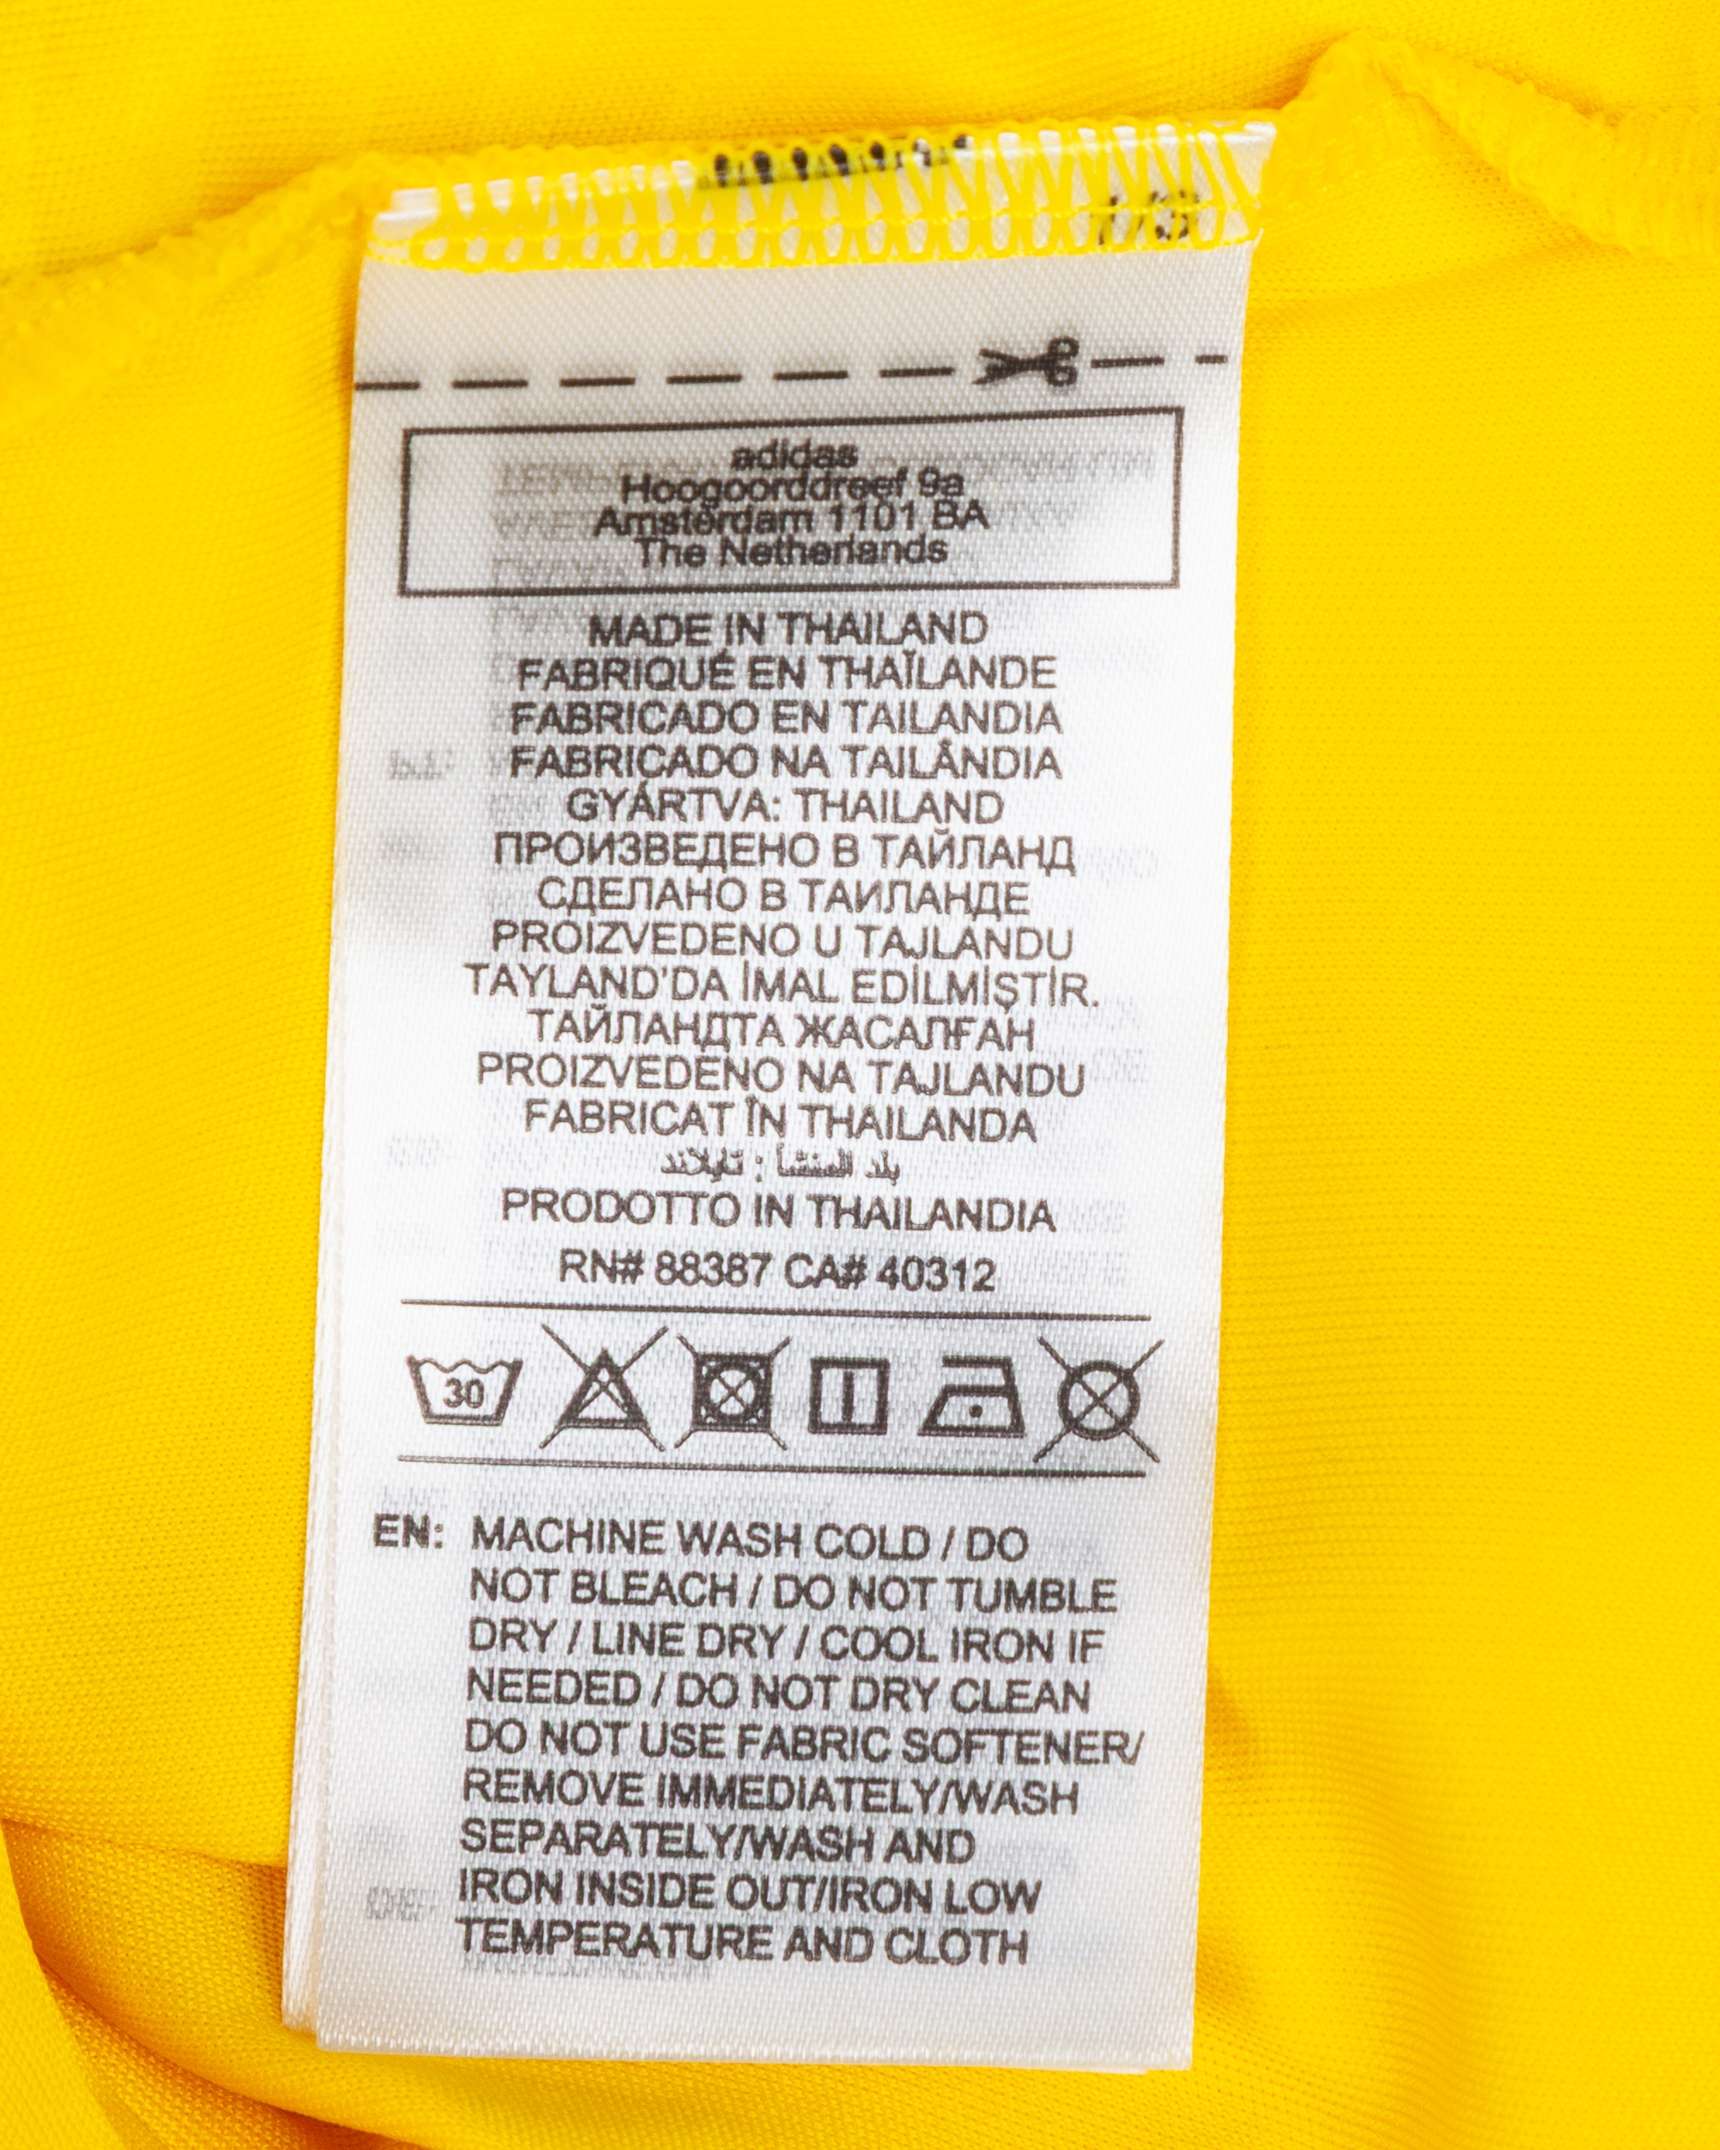 1/3
adidas
Hoogoorddreef 9a
Amsterdam 1101 BA
The Netherlands
MADE IN THAILAND
FABRIQUÉ EN THAÏLANDE
FABRICADO EN TAILANDIA
FABRICADO NA TAILÂNDIA
GYÁRTVA: THAILAND
ПРОИЗВЕДЕНО В ТАЙЛАНД
СДЕЛАНО В ТАИЛАНДЕ
PROIZVEDENO U TAJLANDU
TAYLAND'DA İMAL EDİLMİŞTİR.
ТАЙЛАНДТА ЖАСАЛҒАН
PROIZVEDENO NA TAJLANDU
FABRICAT ÎN THAILANDA
بلد المنشأ : تايلاند
PRODOTTO IN THAILANDIA
RN# 88387 CA# 40312
30
EN: MACHINE WASH COLD / DO
NOT BLEACH / DO NOT TUMBLE
DRY / LINE DRY / COOL IRON IF
NEEDED / DO NOT DRY CLEAN
DO NOT USE FABRIC SOFTENER/
REMOVE IMMEDIATELY/WASH
SEPARATELY/WASH AND
IRON INSIDE OUT/IRON LOW
TEMPERATURE AND CLOTH